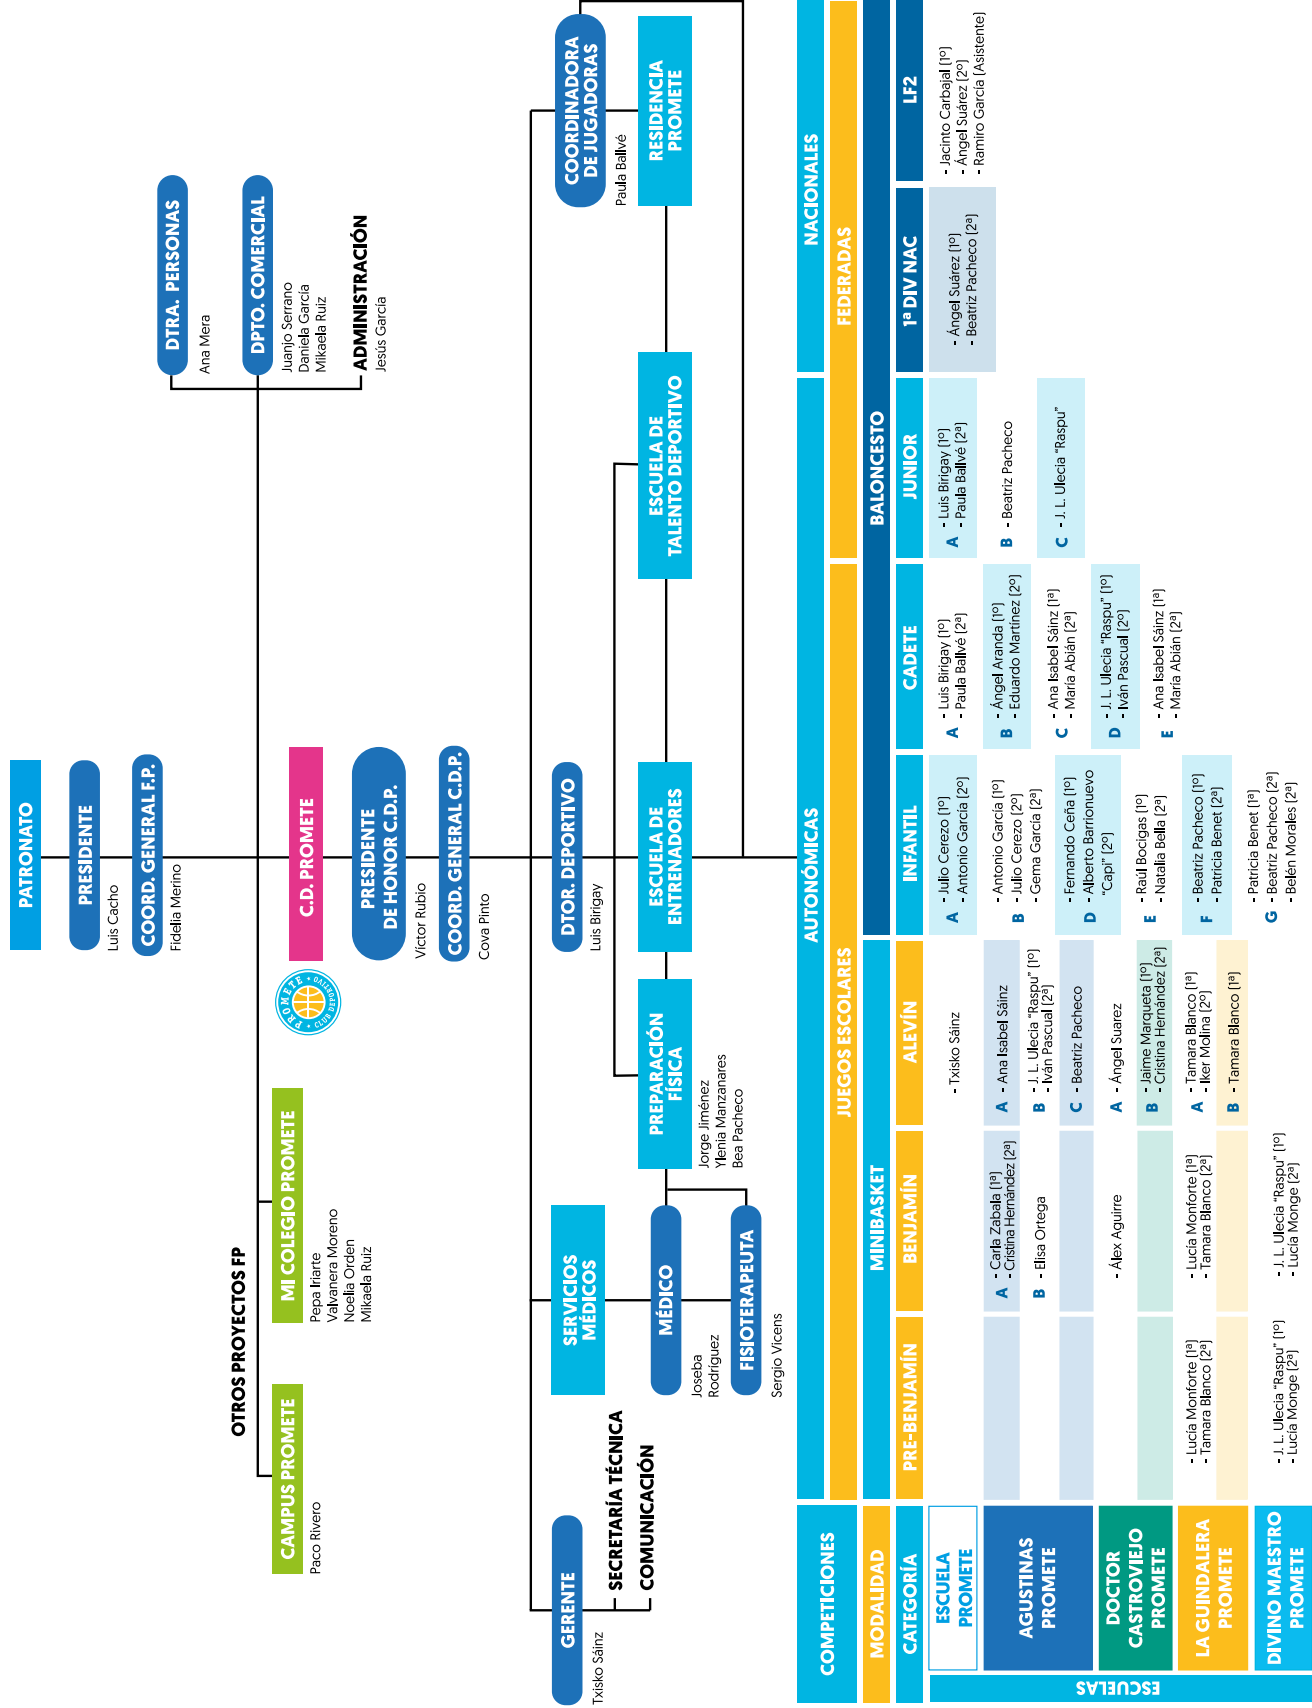 PATRONATO
PRESIDENTE
Luis Cacho
COORD. GENERAL F.P.
Fidelia Merino
DTRA. PERSONAS
Ana Mera
DPTO. COMERCIAL
Juanjo Serrano
Daniela García
Mikaela Ruiz
ADMINISTRACIÓN
Jesús García
OTROS PROYECTOS FP
CAMPUS PROMETE
Paco Rivero
MI COLEGIO PROMETE
Pepa Iriarte
Valvanera Moreno
Noelia Orden
Mikaela Ruiz
PROMETE • CLUB DEPORTIVO •
C.D. PROMETE
PRESIDENTE
DE HONOR C.D.P.
Víctor Rubio
COORD. GENERAL C.D.P.
Cova Pinto
GERENTE
Txisko Sáinz
SECRETARÍA TÉCNICA
COMUNICACIÓN
SERVICIOS
MÉDICOS
MÉDICO
Joseba
Rodríguez
FISIOTERAPEUTA
Sergio Vicens
DTOR. DEPORTIVO
Luis Birigay
COORDINADORA
DE JUGADORAS
Paula Ballvé
PREPARACIÓN
FÍSICA
Jorge Jiménez
Ylenia Manzanares
Bea Pacheco
ESCUELA DE
ENTRENADORES
ESCUELA DE
TALENTO DEPORTIVO
RESIDENCIA
PROMETE
COMPETICIONES
AUTONÓMICAS
NACIONALES
MODALIDAD
JUEGOS ESCOLARES
FEDERADAS
MINIBASKET
BALONCESTO
CATEGORÍA
PRE-BENJAMÍN
BENJAMÍN
ALEVÍN
INFANTIL
CADETE
JUNIOR
1ª DIV NAC
LF2
ESCUELAS
ESCUELA
PROMETE
- Txisko Sáinz
A - Julio Cerezo (1º)
- Antonio García (2º)
B - Antonio García (1º)
- Julio Cerezo (2º)
- Gema García (2ª)
D - Fernando Ceña (1º)
- Alberto Barrionuevo
"Capi" (2º)
E - Raúl Bocigas (1º)
- Natalia Bella (2ª)
F - Beatriz Pacheco (1º)
- Patricia Benet (2ª)
G - Patricia Benet (1ª)
- Beatriz Pacheco (2ª)
- Belén Morales (2ª)
A - Luis Birigay (1º)
- Paula Ballvé (2ª)
B - Ángel Aranda (1º)
- Eduardo Martínez (2º)
C - Ana Isabel Sáinz (1ª)
- María Abián (2ª)
D - J. L. Ulecia "Raspu" (1º)
- Iván Pascual (2º)
E - Ana Isabel Sáinz (1ª)
- María Abián (2ª)
A - Luis Birigay (1º)
- Paula Ballvé (2ª)
B - Beatriz Pacheco
C - J. L. Ulecia "Raspu"
- Ángel Suárez (1º)
- Beatriz Pacheco (2ª)
- Jacinto Carbajal (1º)
- Ángel Suárez (2º)
- Ramiro García (Asistente)
AGUSTINAS
PROMETE
A - Carla Zabala (1ª)
- Cristina Hernández (2ª)
B - Elisa Ortega
A - Ana Isabel Sáinz
B - J. L. Ulecia "Raspu" (1º)
- Iván Pascual (2ª)
C - Beatriz Pacheco
DOCTOR
CASTROVIEJO
PROMETE
- Álex Aguirre
A - Ángel Suarez
B - Jaime Marqueta (1º)
- Cristina Hernández (2ª)
LA GUINDALERA
PROMETE
- Lucía Monforte (1ª)
- Tamara Blanco (2ª)
- Lucía Monforte (1ª)
- Tamara Blanco (2ª)
A - Tamara Blanco (1ª)
- Iker Molina (2º)
B - Tamara Blanco (1ª)
DIVINO MAESTRO
PROMETE
- J. L. Ulecia "Raspu" (1º)
- Lucía Monge (2ª)
- J. L. Ulecia "Raspu" (1º)
- Lucía Monge (2ª)